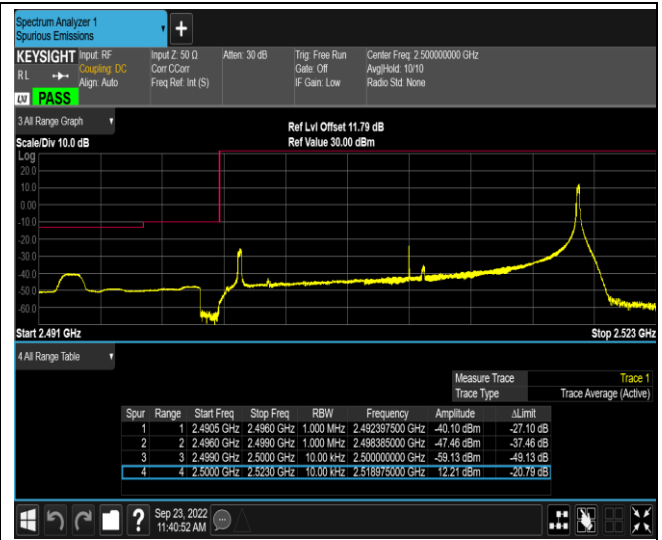 Spectrum Analyzer 1
Spurious Emissions
+
KEYSIGHT Input: RF Input Z: 50 Ω Atten: 30 dB Trig: Free Run Center Freq: 2.500000000 GHz
RL Coupling: DC Corr CCorr Gate: Off Avg|Hold: 10/10
Align: Auto Freq Ref: Int (S) IF Gain: Low Radio Std: None
PASS
3 All Range Graph
Ref Lvl Offset 11.79 dB
Scale/Div 10.0 dB Ref Value 30.00 dBm
Log
20.0
10.0
0.00
-10.0
-20.0
-30.0
-40.0
-50.0
-60.0
Start 2.491 GHz Stop 2.523 GHz
4 All Range Table
Measure Trace Trace 1
Trace Type Trace Average (Active)
Spur Range Start Freq Stop Freq RBW Frequency Amplitude ΔLimit
1 1 2.4905 GHz 2.4960 GHz 1.000 MHz 2.492397500 GHz -40.10 dBm -27.10 dB
2 2 2.4960 GHz 2.4990 GHz 1.000 MHz 2.498385000 GHz -47.46 dBm -37.46 dB
3 3 2.4990 GHz 2.5000 GHz 10.00 kHz 2.500000000 GHz -59.13 dBm -49.13 dB
4 4 2.5000 GHz 2.5230 GHz 10.00 kHz 2.518975000 GHz 12.21 dBm -20.79 dB
? Sep 23, 2022
11:40:52 AM